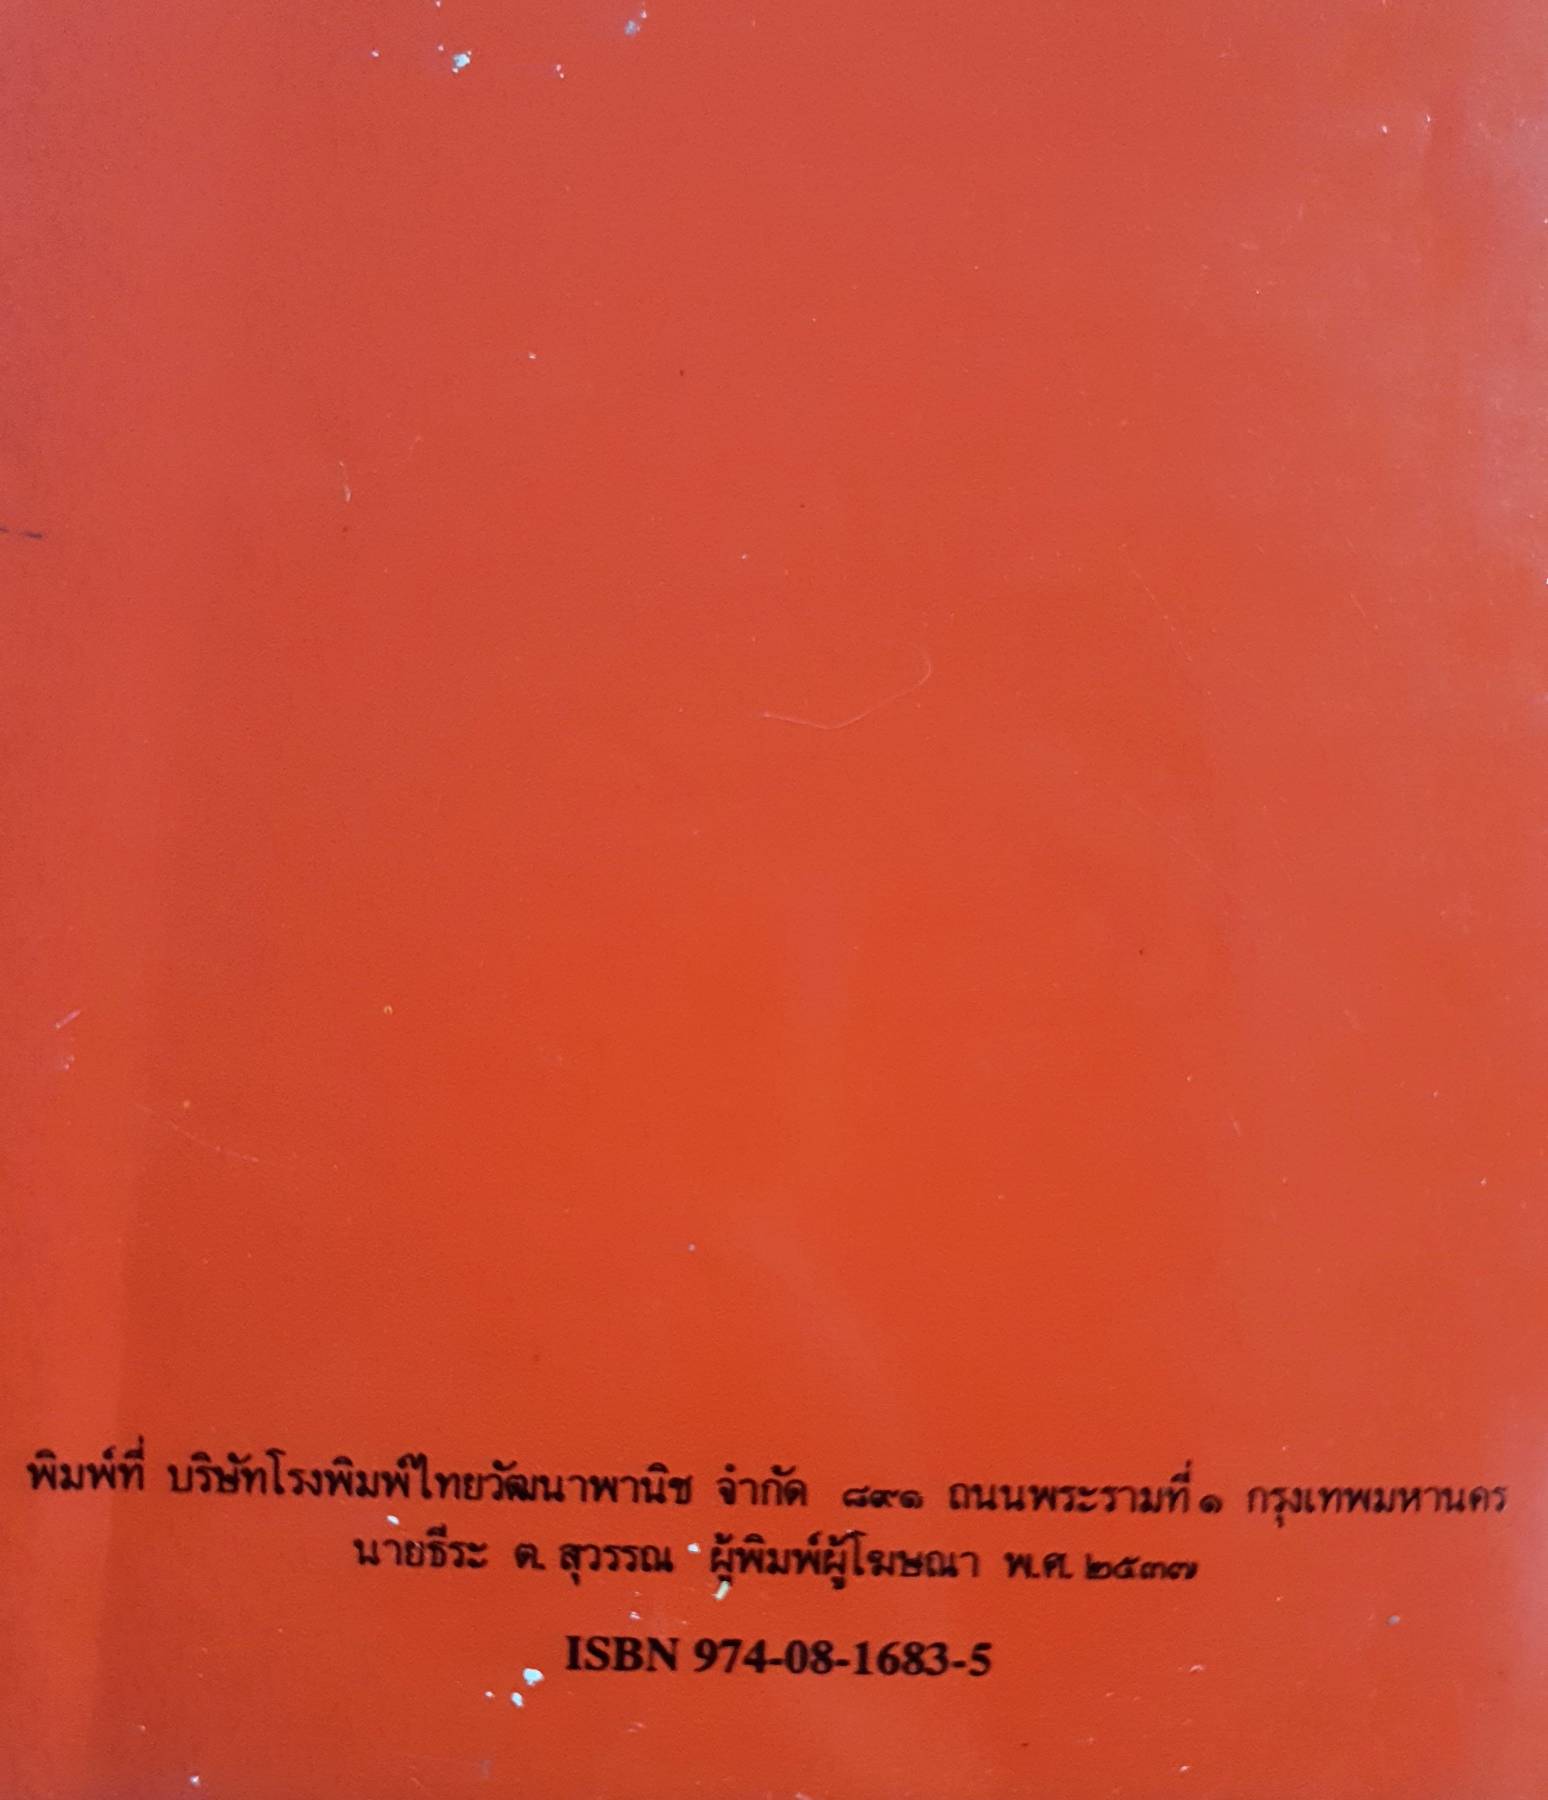 พิมพ์ที่ บริษัทโรงพิมพ์ไทยวัฒนาพานิช จำกัด ๘๙๑ ถนนพระรามที่ ๑ กรุงเทพมหานคร
นายธีระ ต. สุวรรณ ผู้พิมพ์ผู้โฆษณา พ.ศ. ๒๕๓๗
ISBN 974-08-1683-5